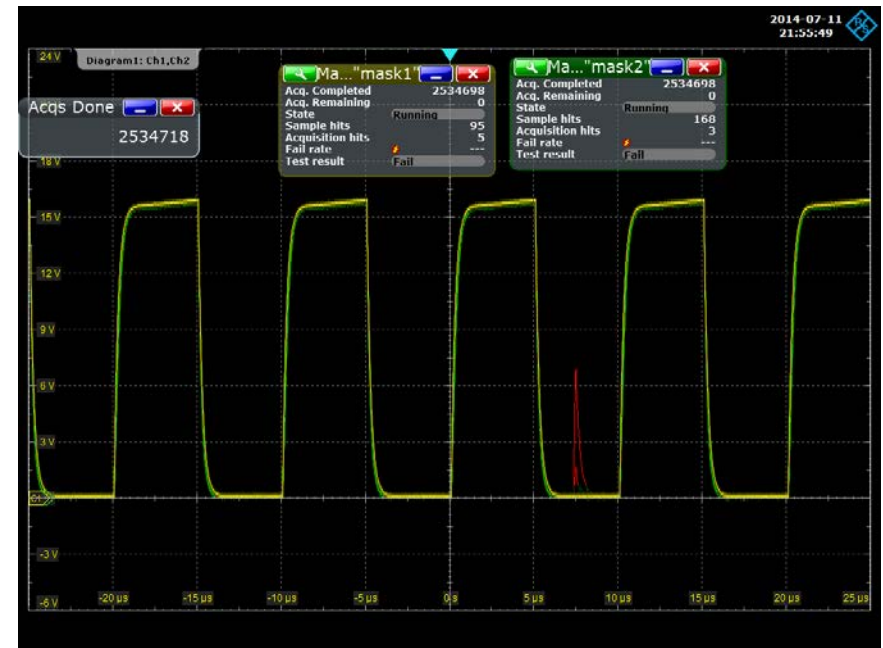 2014-07-11
21:55:49
24 V
Diagram1: Ch1,Ch2
Ma..."mask1"
Acq. Completed 2534698
Acq. Remaining 0
State Running
Sample hits 95
Acquisition hits 5
Fail rate ---
Test result Fail
Ma..."mask2"
Acq. Completed 2534698
Acq. Remaining 0
State Running
Sample hits 168
Acquisition hits 3
Fail rate ---
Test result Fail
Acqs Done
2534718
18 V
15 V
12 V
9 V
6 V
3 V
-3 V
-6 V
-20 µs -15 µs -10 µs -5 µs 0 s 5 µs 10 µs 15 µs 20 µs 25 µs